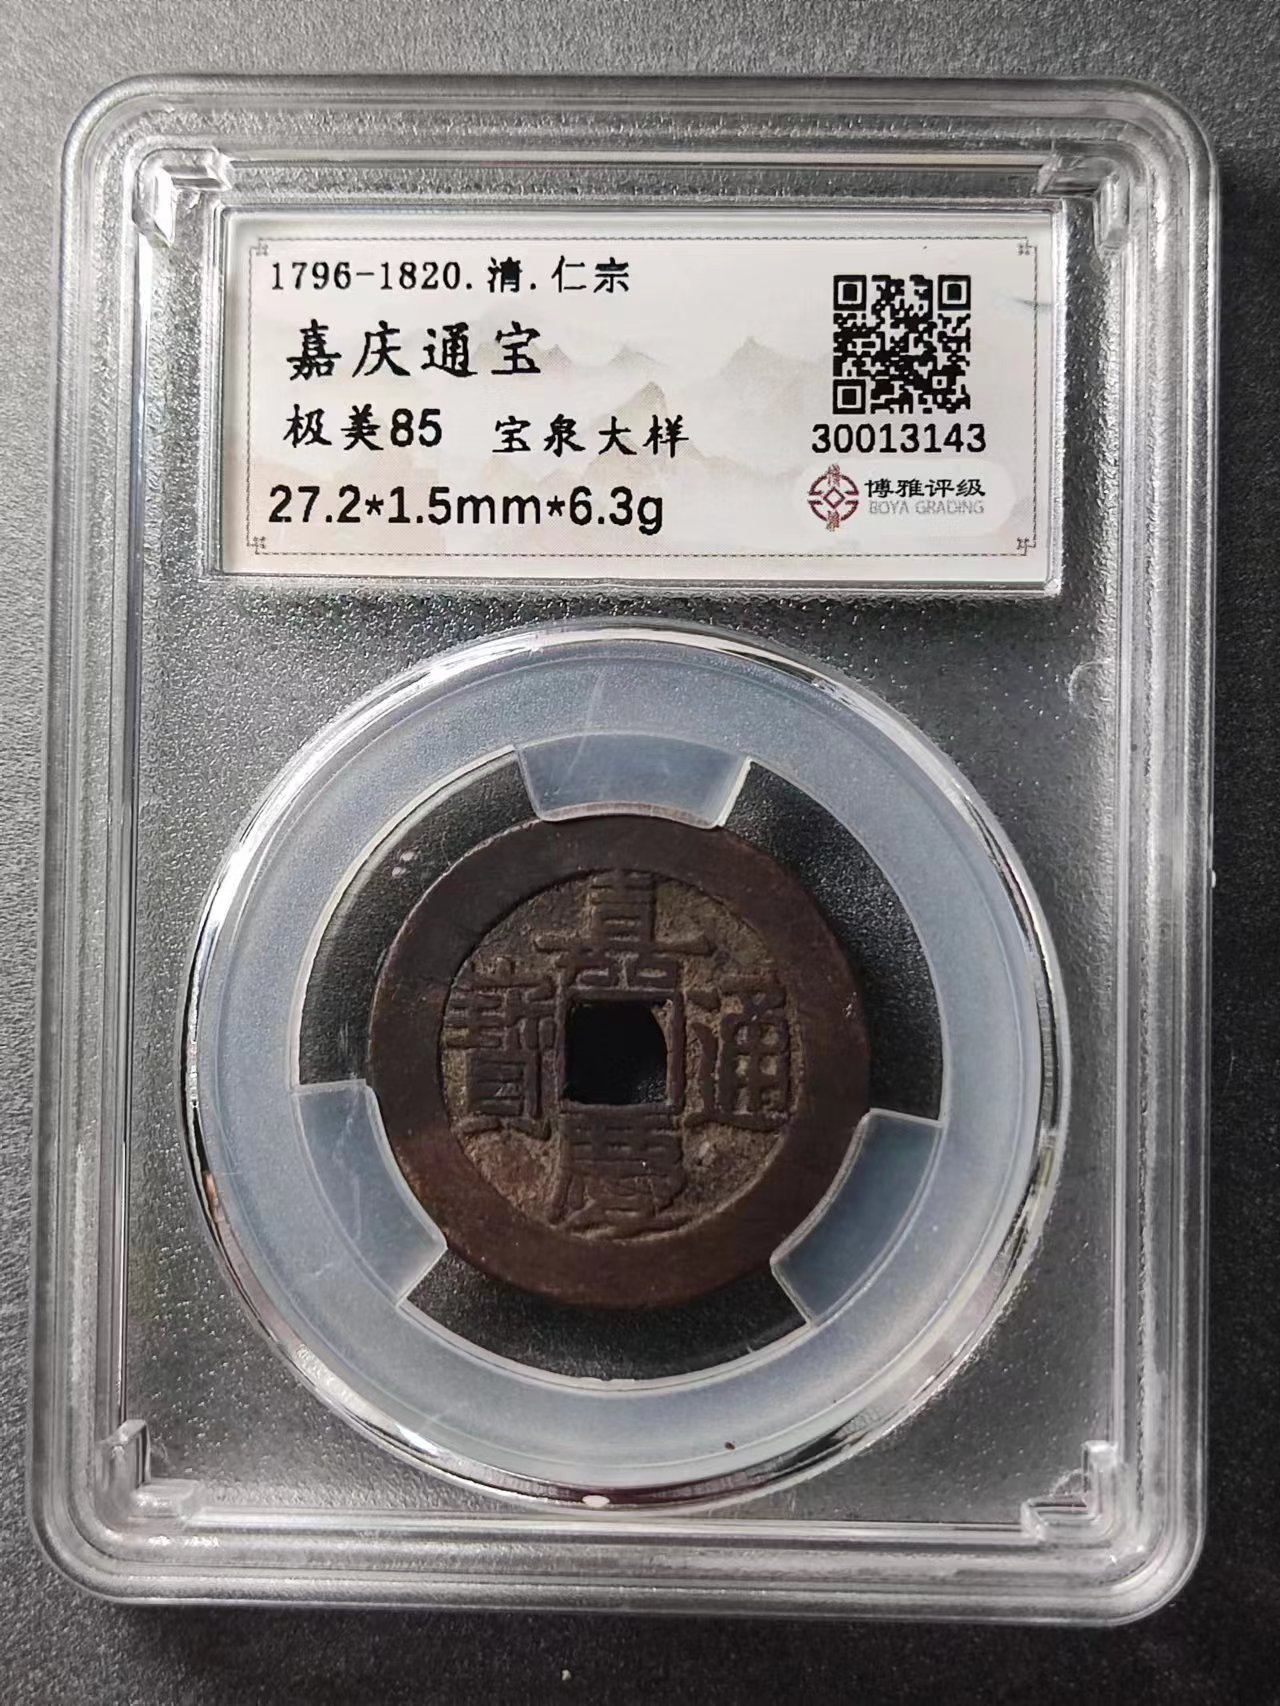 1796-1820.清.仁宗
嘉庆通宝
极美85 宝泉大样
27.2*1.5mm*6.3g
30013143
博雅评级
BOYA GRADING
嘉
寶 通
慶